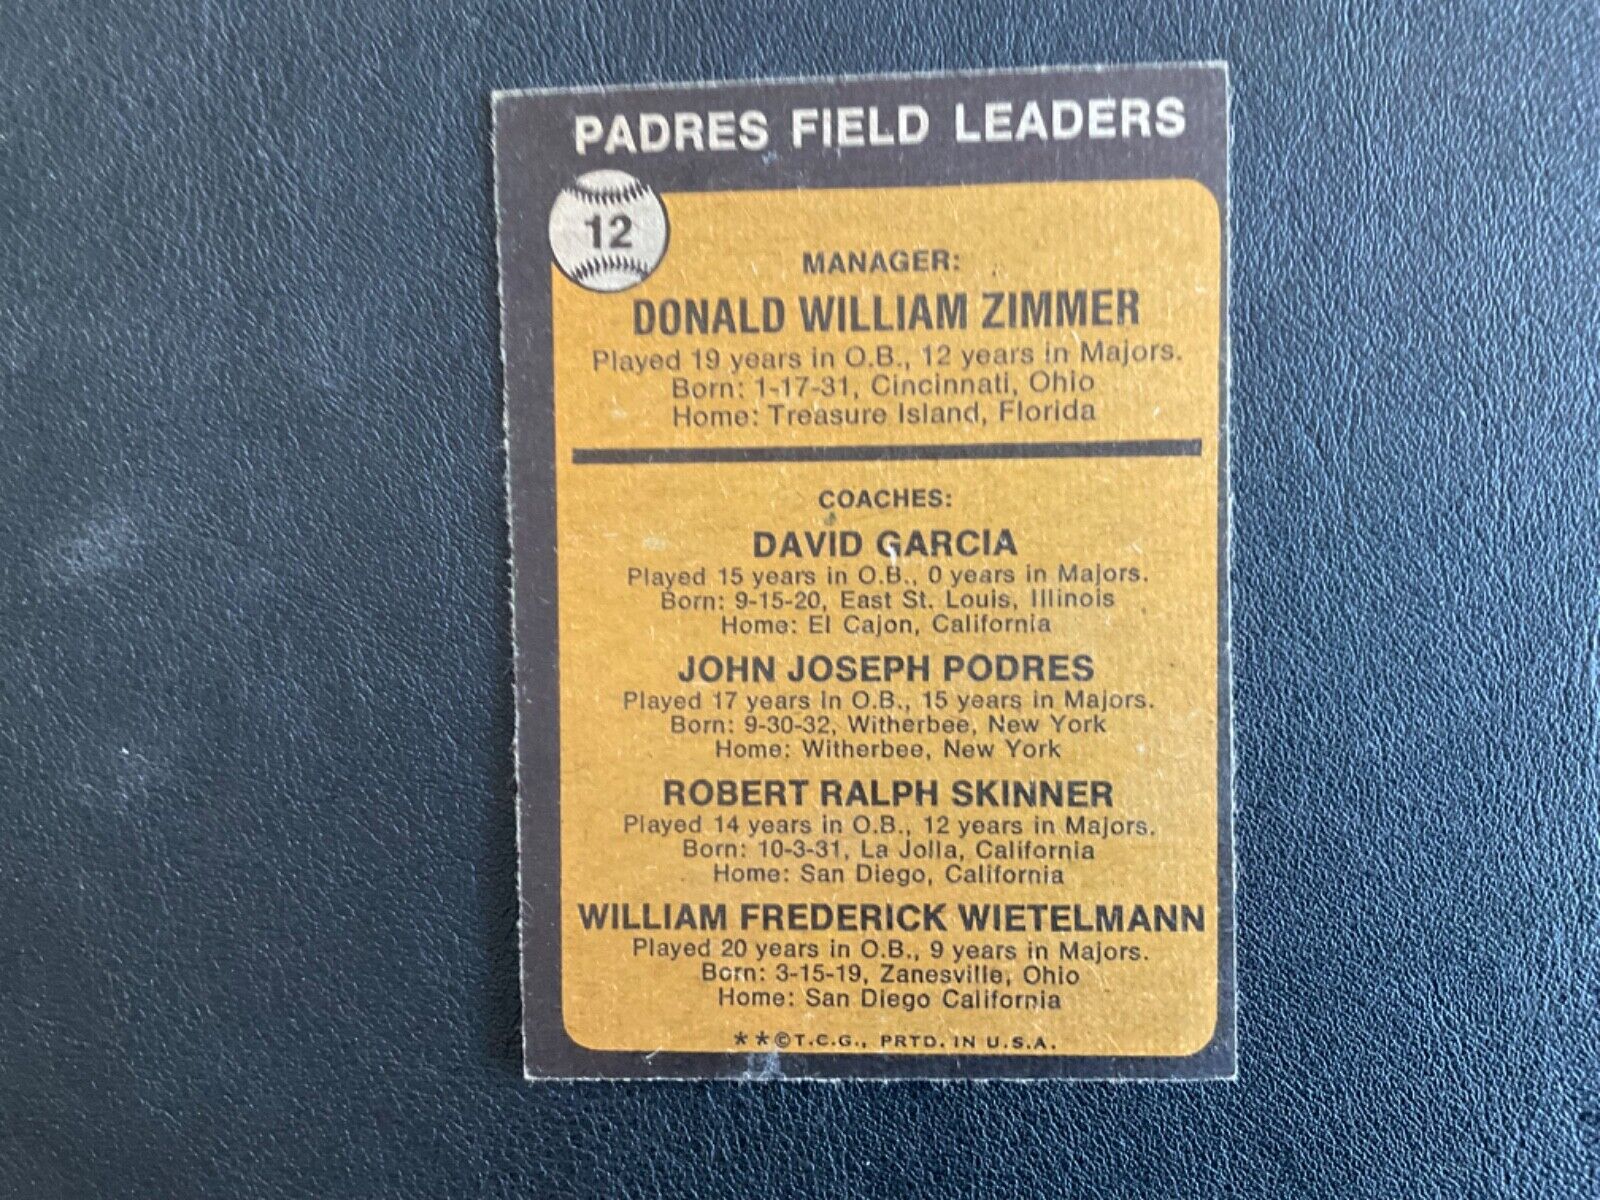 PADRES FIELD LEADERS
12
MANAGER:
DONALD WILLIAM ZIMMER
Played 19 years in O.B., 12 years in Majors.
Born: 1-17-31, Cincinnati, Ohio
Home: Treasure Island, Florida
COACHES:
DAVID GARCIA
Played 15 years in O.B., 0 years in Majors.
Born: 9-15-20, East St. Louis, Illinois
Home: El Cajon, California
JOHN JOSEPH PODRES
Played 17 years in O.B., 15 years in Majors.
Born: 9-30-32, Witherbee, New York
Home: Witherbee, New York
ROBERT RALPH SKINNER
Played 14 years in O.B., 12 years in Majors.
Born: 10-3-31, La Jolla, California
Home: San Diego, California
WILLIAM FREDERICK WIETELMANN
Played 20 years in O.B., 9 years in Majors.
Born: 3-15-19, Zanesville, Ohio
Home: San Diego California
**©T.C.G., PRTD. IN U.S.A.